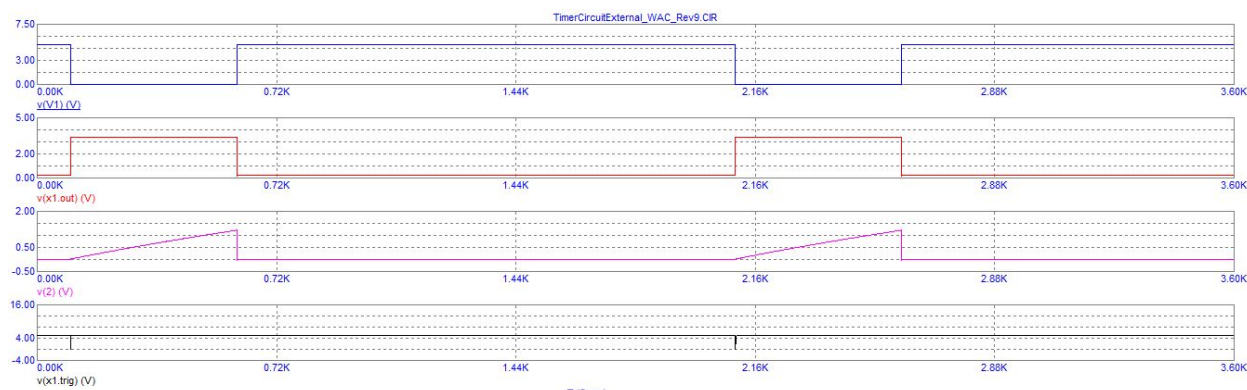 TimerCircuitExternal_WAC_Rev9.CIR
7.50
3.00
0.00
0.00K 0.72K 1.44K 2.16K 2.88K 3.60K
v(V1) (V)
5.00
2.00
0.00
0.00K 0.72K 1.44K 2.16K 2.88K 3.60K
v(x1.out) (V)
2.00
0.50
-0.50
0.00K 0.72K 1.44K 2.16K 2.88K 3.60K
v(2) (V)
16.00
4.00
-4.00
0.00K 0.72K 1.44K 2.16K 2.88K 3.60K
v(x1.trig) (V)